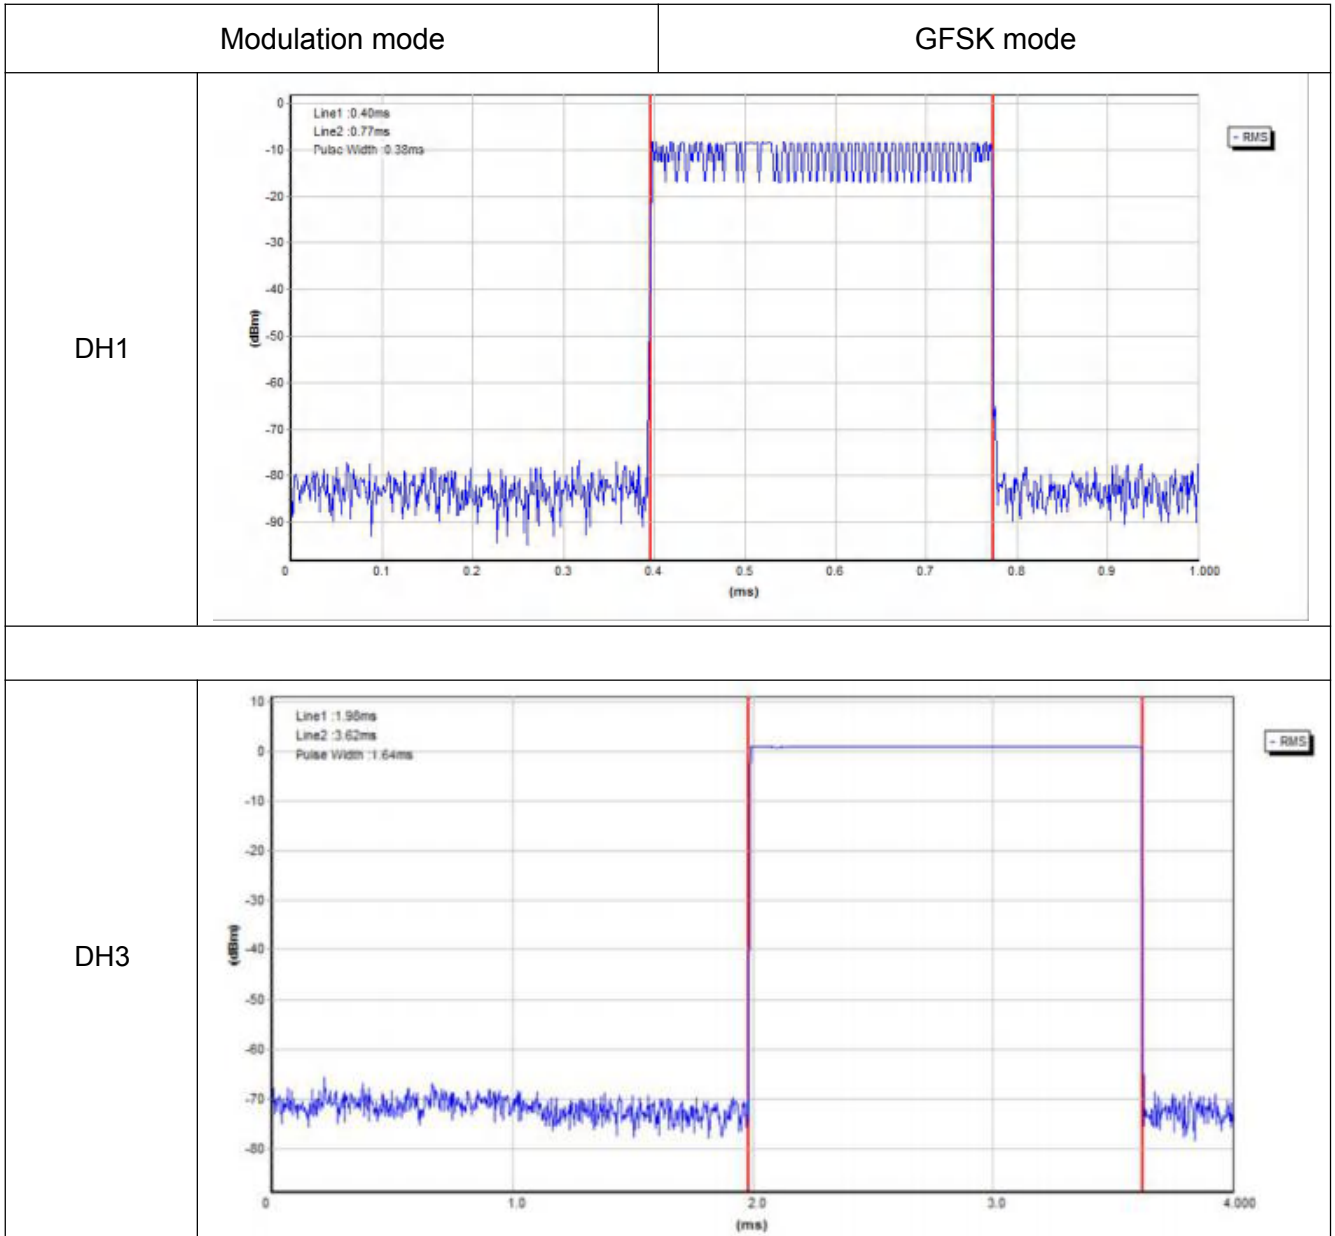 Modulation mode
GFSK mode
DH1
Line1 :0.40ms
Line2 :0.77ms
Pulse Width :0.38ms
- RMS
0
-10
-20
-30
-40
-50
-60
-70
-80
-90
(dBm)
0 0.1 0.2 0.3 0.4 0.5 0.6 0.7 0.8 0.9 1.000
(ms)
DH3
Line1 :1.98ms
Line2 :3.62ms
Pulse Width :1.64ms
- RMS
10
0
-10
-20
-30
-40
-50
-60
-70
-80
(dBm)
0 1.0 2.0 3.0 4.000
(ms)